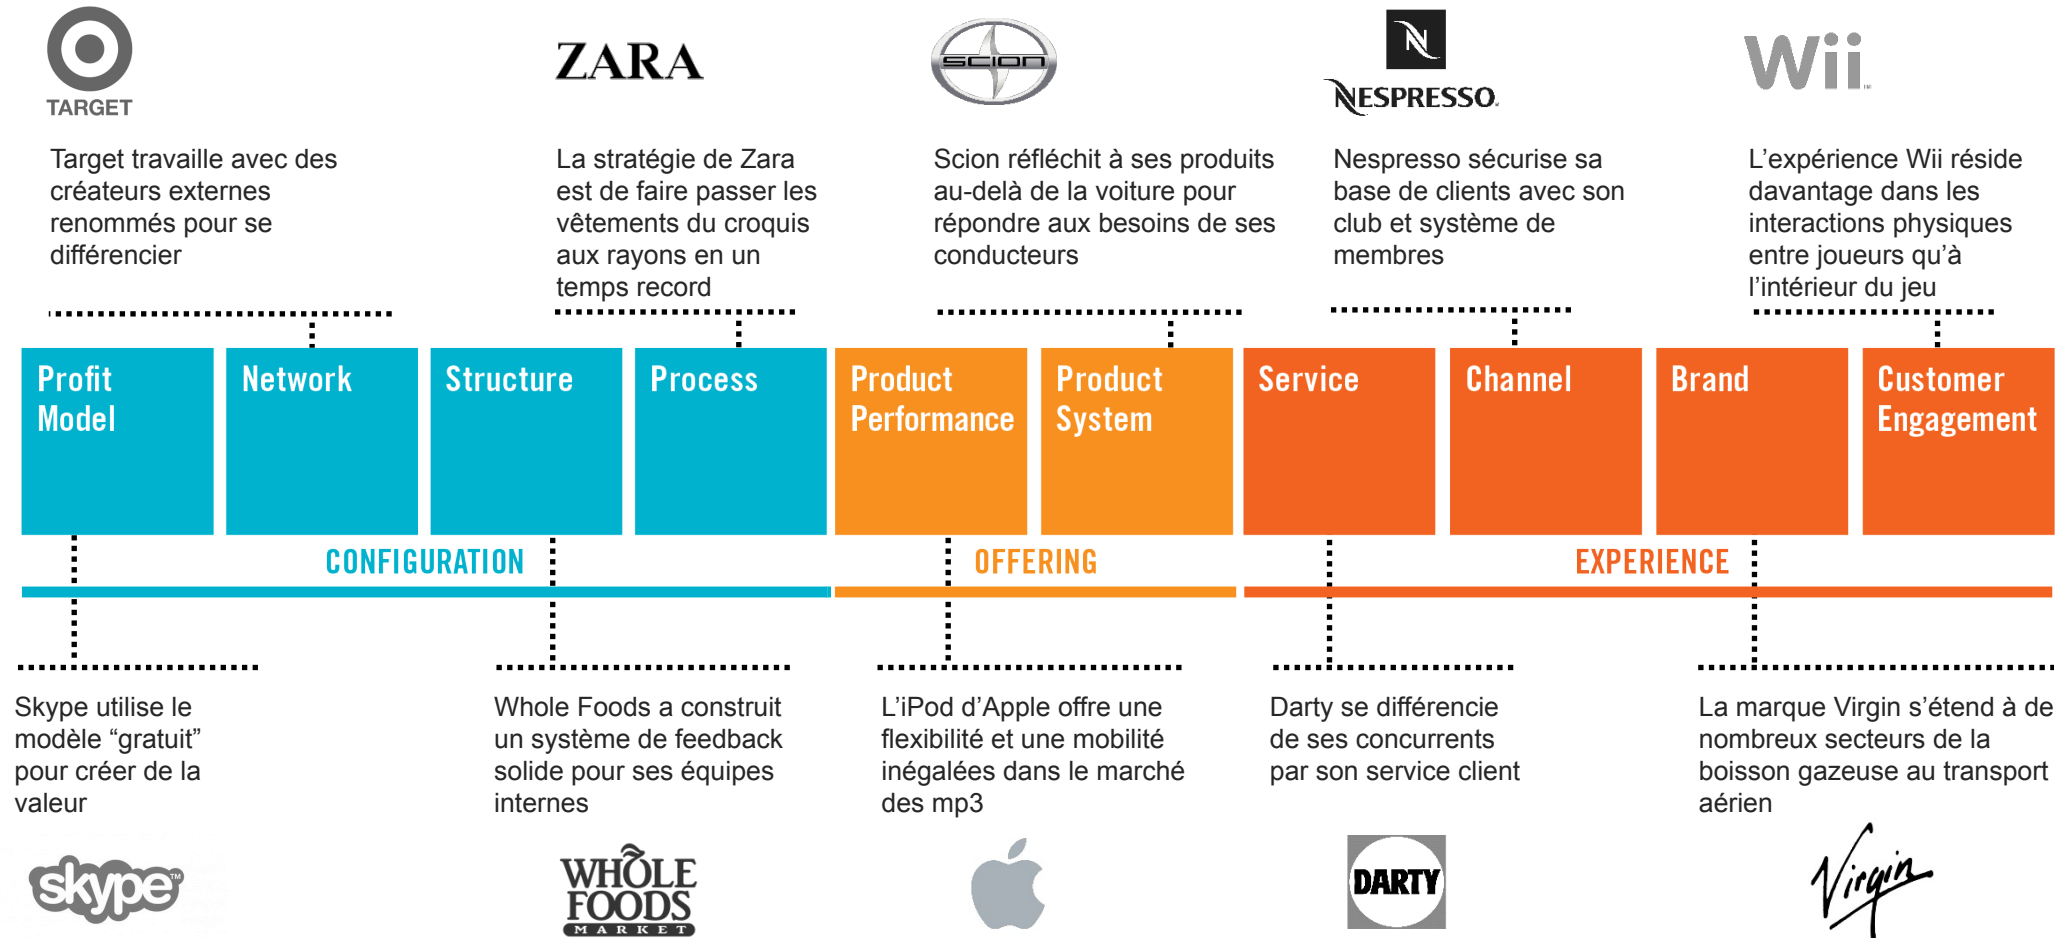 TARGET
ZARA
SCION
N
NESPRESSO.
Wii™
Target travaille avec des
créateurs externes
renommés pour se
différencier
La stratégie de Zara
est de faire passer les
vêtements du croquis
aux rayons en un
temps record
Scion réfléchit à ses produits
au-delà de la voiture pour
répondre aux besoins de ses
conducteurs
Nespresso sécurise sa
base de clients avec son
club et système de
membres
L’expérience Wii réside
davantage dans les
interactions physiques
entre joueurs qu’à
l’intérieur du jeu
Profit
Model
Network
Structure
Process
Product
Performance
Product
System
Service
Channel
Brand
Customer
Engagement
CONFIGURATION
OFFERING
EXPERIENCE
Skype utilise le
modèle “gratuit”
pour créer de la
valeur
Whole Foods a construit
un système de feedback
solide pour ses équipes
internes
L’iPod d’Apple offre une
flexibilité et une mobilité
inégalées dans le marché
des mp3
Darty se différencie
de ses concurrents
par son service client
La marque Virgin s’étend à de
nombreux secteurs de la
boisson gazeuse au transport
aérien
skype™
WHOLE
FOODS
MARKET
DARTY
Virgin